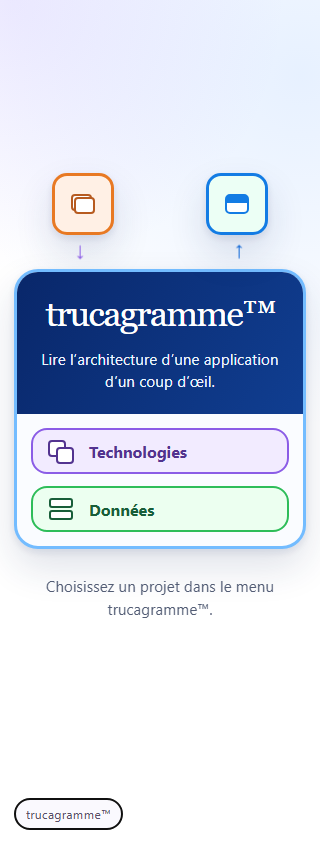 trucagramme™
Lire l’architecture d’une application
d’un coup d’œil.
Technologies
Données
Choisissez un projet dans le menu
trucagramme™.
trucagramme™